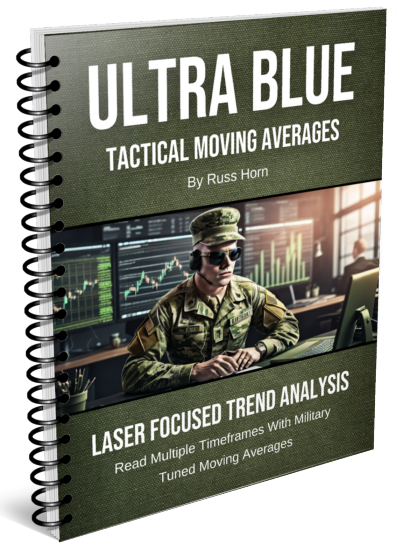 ULTRA BLUE
TACTICAL MOVING AVERAGES
By Russ Horn
LASER FOCUSED TREND ANALYSIS
Read Multiple Timeframes With Military
Tuned Moving Averages